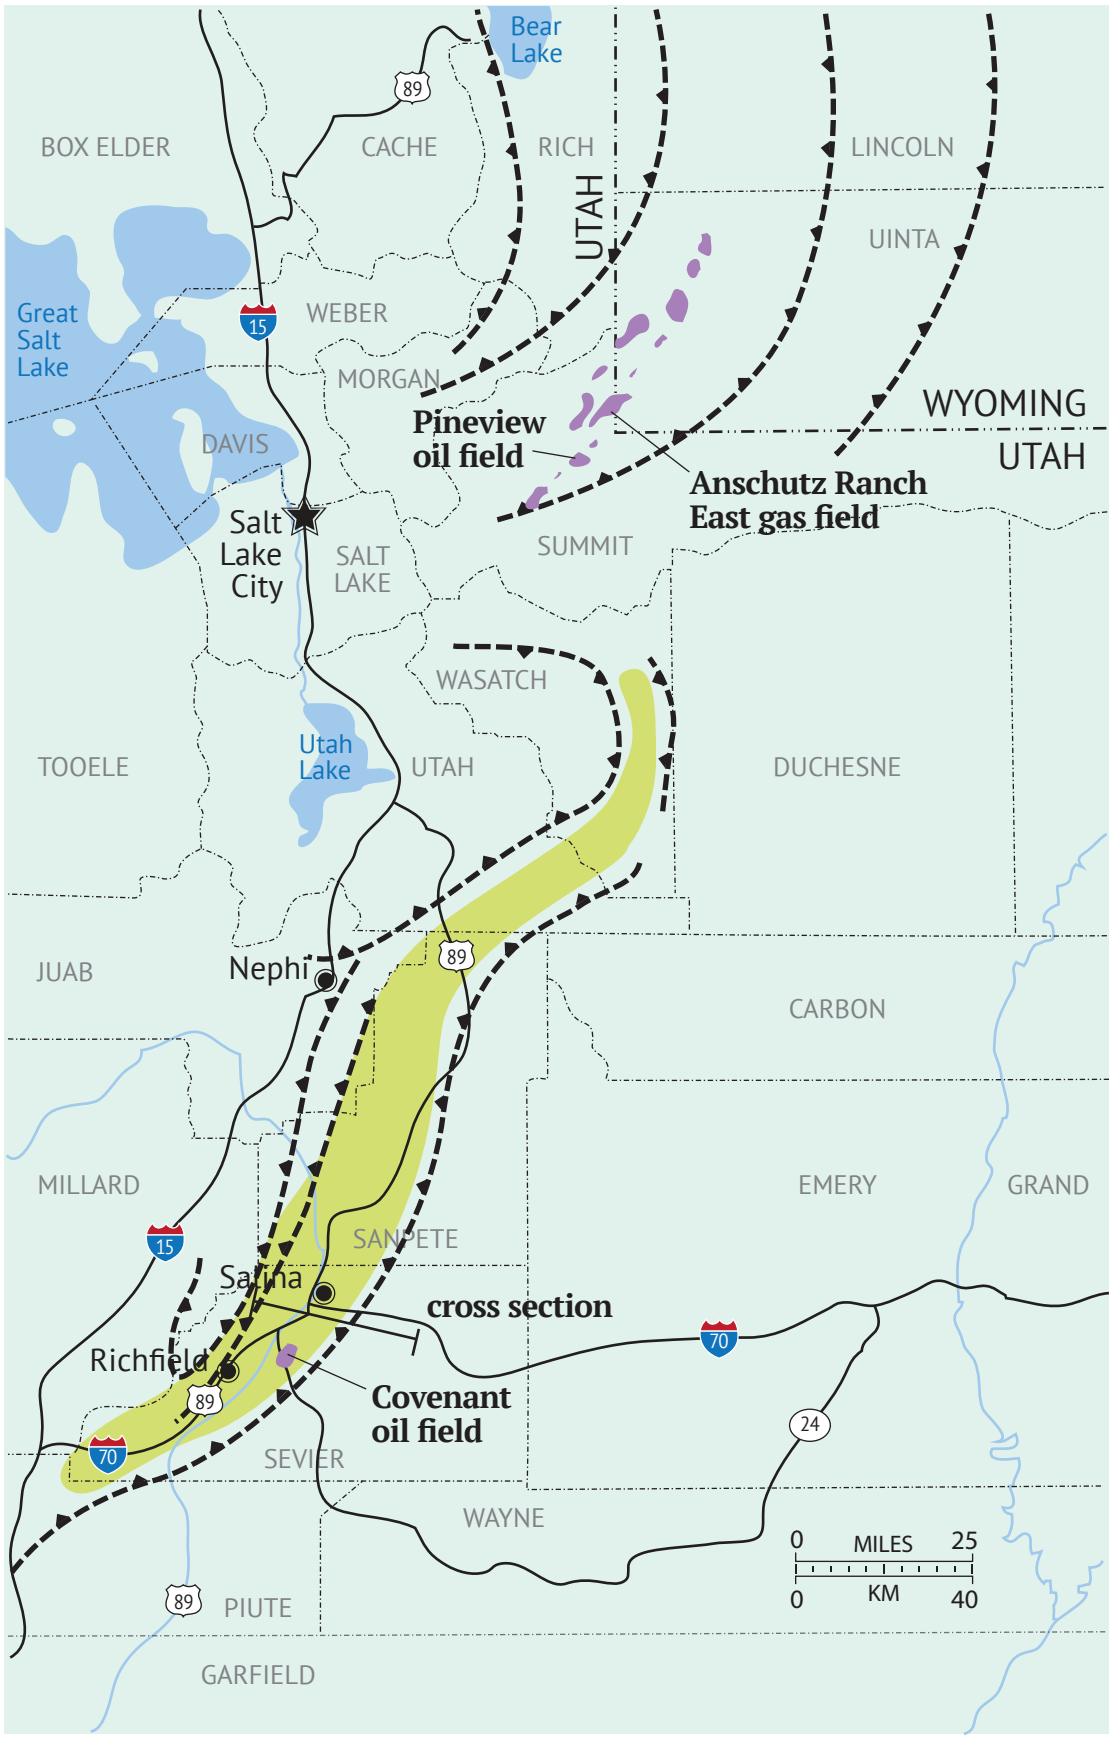 Bear
Lake
89
BOX ELDER
CACHE
RICH
LINCOLN
UTAH
UINTA
Great
Salt
Lake
15
WEBER
MORGAN
WYOMING
UTAH
Pineview
oil field
DAVIS
Anschutz Ranch
East gas field
Salt
Lake
City
SALT
LAKE
SUMMIT
WASATCH
Utah
Lake
TOOELE
UTAH
DUCHESNE
89
JUAB
Nephi
CARBON
MILLARD
EMERY
GRAND
15
SANPETE
Salina
cross section
70
Richfield
89
Covenant
oil field
24
70
SEVIER
WAYNE
0 MILES 25
KM
0 40
89
PIUTE
GARFIELD